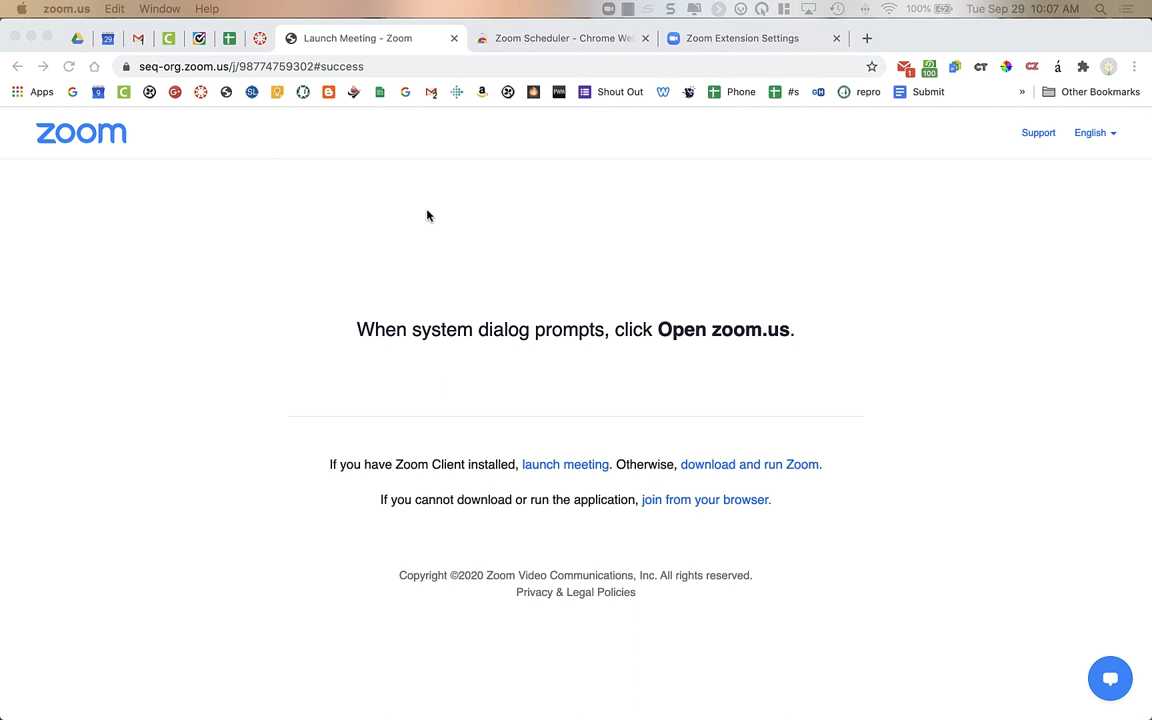 zoom.us Edit Window Help 100% Tue Sep 29 10:07 AM
Launch Meeting - Zoom Zoom Scheduler - Chrome We Zoom Extension Settings
seq-org.zoom.us/j/98774759302#success
Apps Shout Out Phone #s repro Submit » Other Bookmarks
zoom
Support English
When system dialog prompts, click Open zoom.us.
If you have Zoom Client installed, launch meeting. Otherwise, download and run Zoom.
If you cannot download or run the application, join from your browser.
Copyright ©2020 Zoom Video Communications, Inc. All rights reserved.
Privacy & Legal Policies